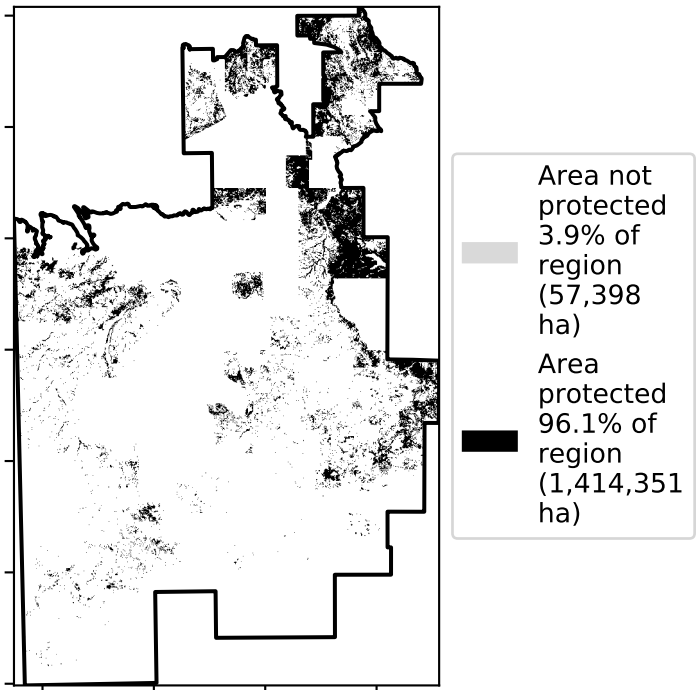 Area not
protected
3.9% of
region
(57,398
ha)
Area
protected
96.1% of
region
(1,414,351
ha)